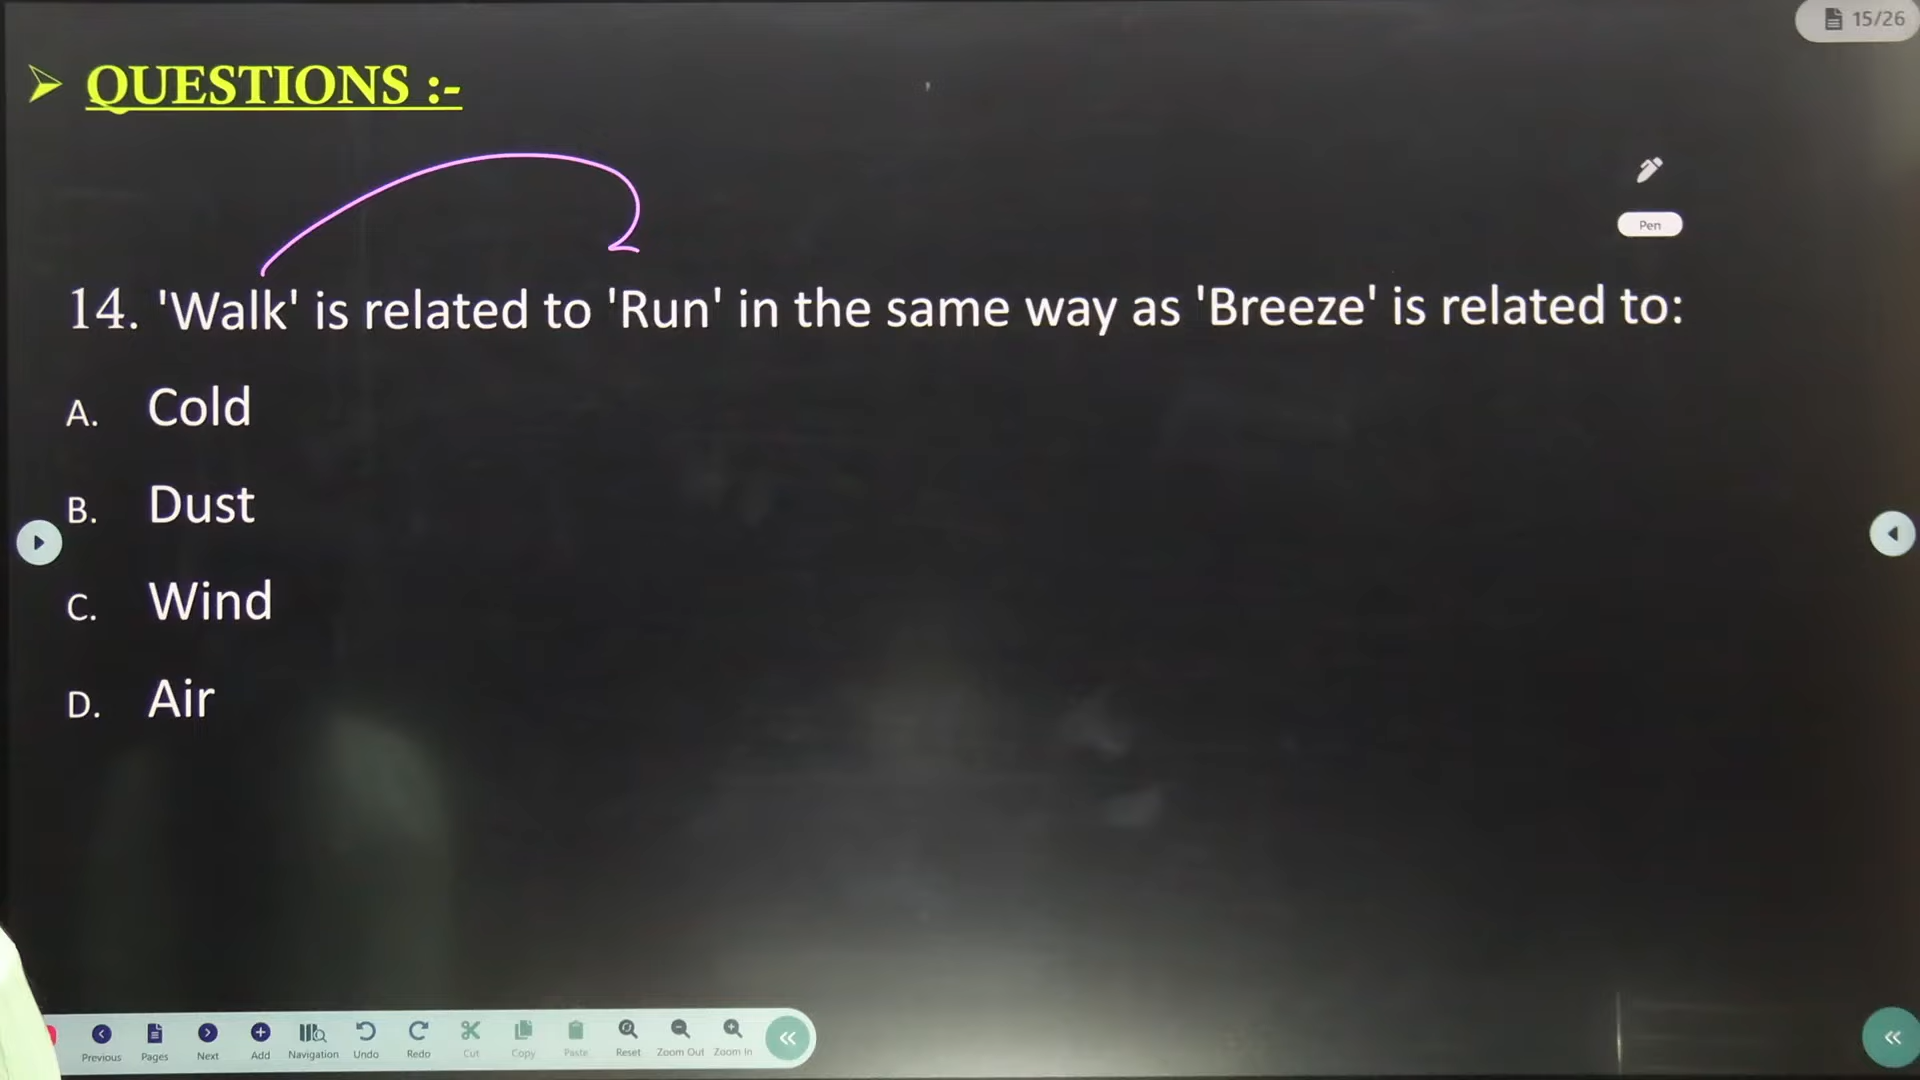 15/26
➢ QUESTIONS :-
Pen
14. 'Walk' is related to 'Run' in the same way as 'Breeze' is related to:
A. Cold
B. Dust
C. Wind
D. Air
Previous Pages Next Add Navigation Undo Redo Cut Copy Paste Reset Zoom Out Zoom In